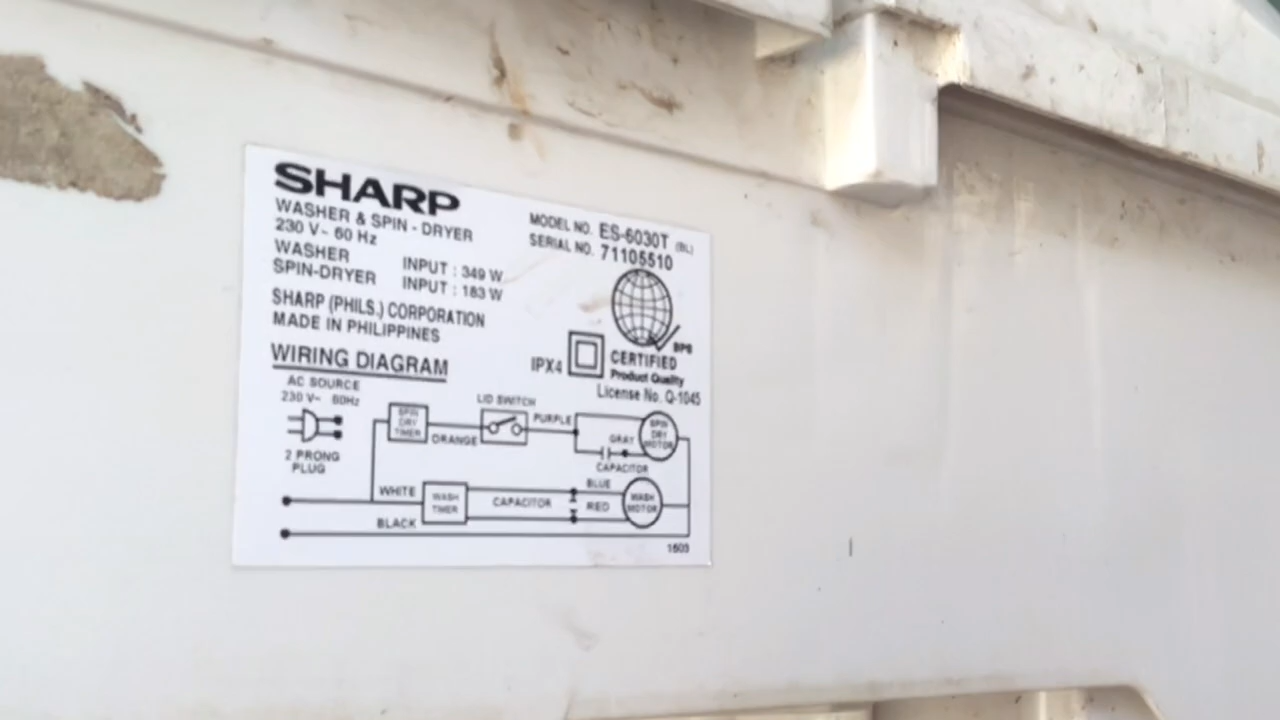 SHARP
WASHER & SPIN - DRYER
230 V~ 60 Hz
WASHER INPUT : 349 W
SPIN-DRYER INPUT : 183 W
SHARP (PHILS.) CORPORATION
MADE IN PHILIPPINES
MODEL NO. ES-6030T (BL)
SERIAL NO. 71105510
BPS
IPX4
CERTIFIED
Product Quality
License No. Q-1045
WIRING DIAGRAM
AC SOURCE
230 V~ 60Hz
2 PRONG
PLUG
SPIN
DRY
TIMER
ORANGE
LID SWITCH
PURPLE
GRAY
CAPACITOR
SPIN
DRY
MOTOR
WHITE
WASH
TIMER
CAPACITOR
BLUE
RED
WASH
MOTOR
BLACK
1603